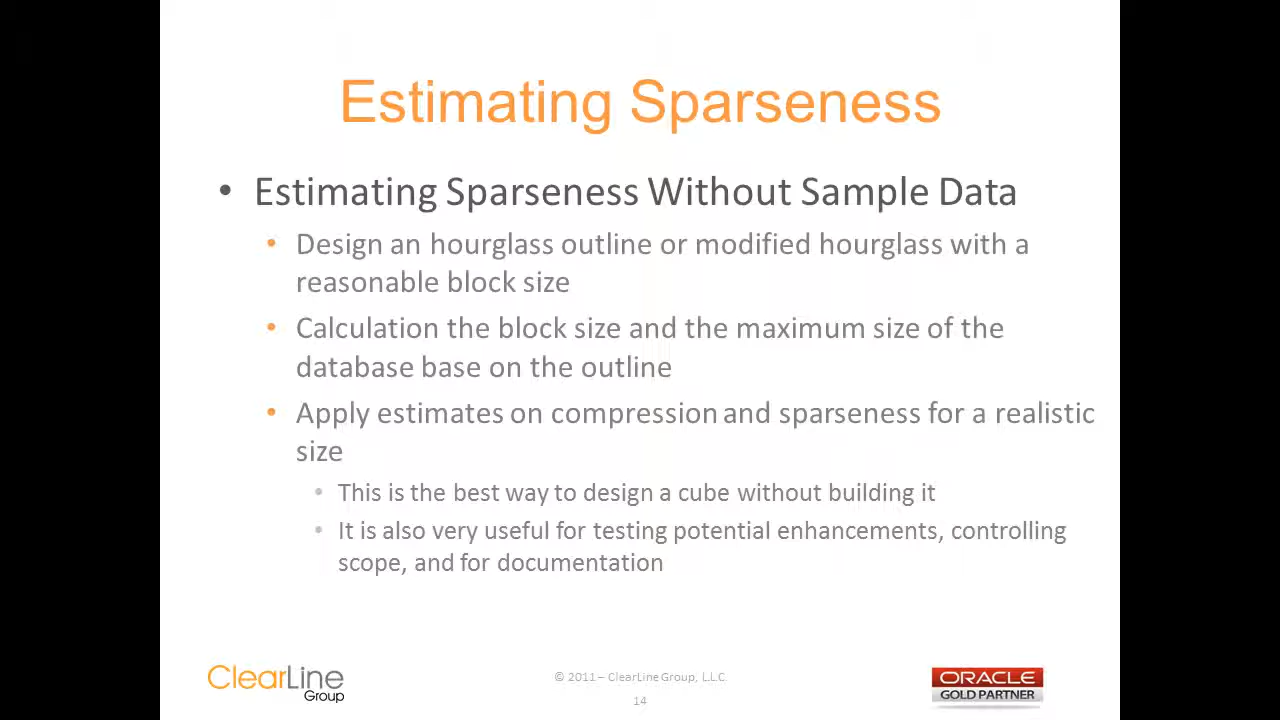 Estimating Sparseness
• Estimating Sparseness Without Sample Data
• Design an hourglass outline or modified hourglass with a
reasonable block size
• Calculation the block size and the maximum size of the
database base on the outline
• Apply estimates on compression and sparseness for a realistic
size
• This is the best way to design a cube without building it
• It is also very useful for testing potential enhancements, controlling
scope, and for documentation
ClearLine
Group
© 2011 – ClearLine Group, L.L.C.
14
ORACLE
GOLD PARTNER